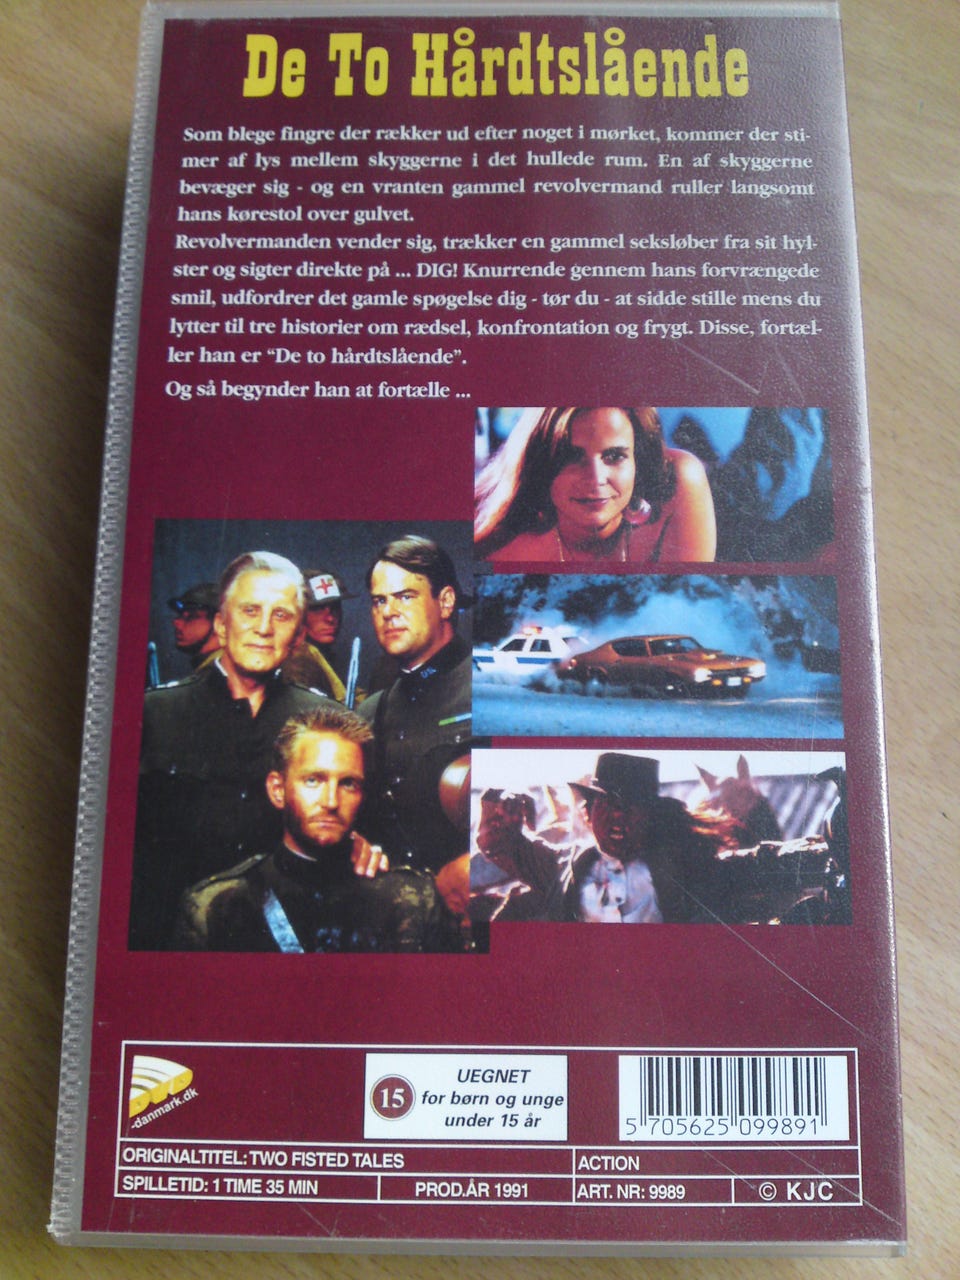 De To Hårdtslående
Som blege fingre der rækker ud efter noget i mørket, kommer der sti-
mer af lys mellem skyggerne i det hullede rum. En af skyggerne
bevæger sig - og en vranten gammel revolvermand ruller langsomt
hans kørestol over gulvet.
Revolvermanden vender sig, trækker en gammel seksløber fra sit hyl-
ster og sigter direkte på ... DIG! Knurrende gennem hans forvrængede
smil, udfordrer det gamle spøgelse dig - tør du - at sidde stille mens du
lytter til tre historier om rædsel, konfrontation og frygt. Disse, fortæl-
ler han er “De to hårdtslående”.
Og så begynder han at fortælle ...
U.S.
DVD
-danmark.dk
15
UEGNET
for børn og unge
under 15 år
5 705625 099891
ORIGINALTITEL: TWO FISTED TALES
ACTION
SPILLETID: 1 TIME 35 MIN
PROD.ÅR 1991
ART. NR: 9989
© KJC